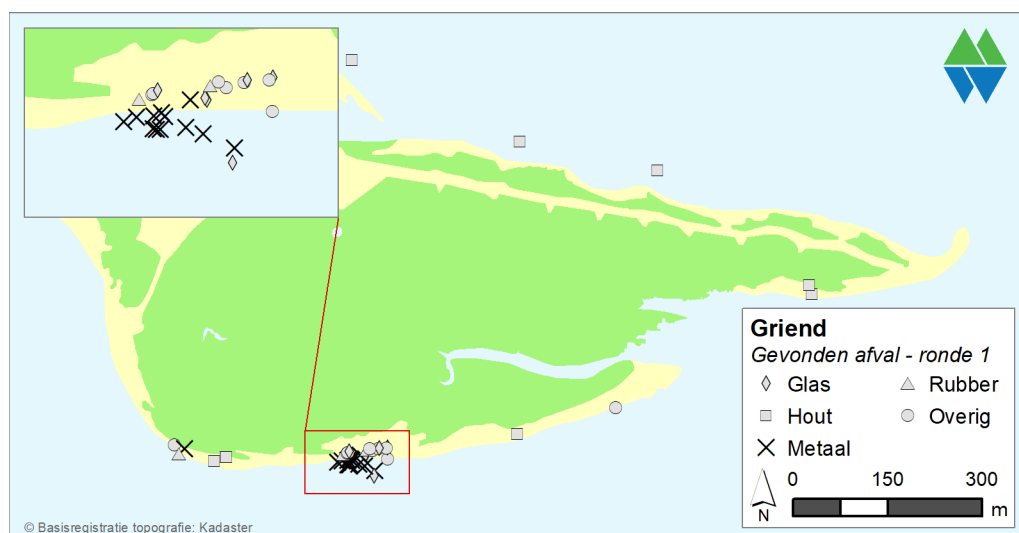 Griend
Gevonden afval - ronde 1
Glas
Rubber
Hout
Overig
Metaal
N
0 150 300
m
© Basisregistratie topografie: Kadaster